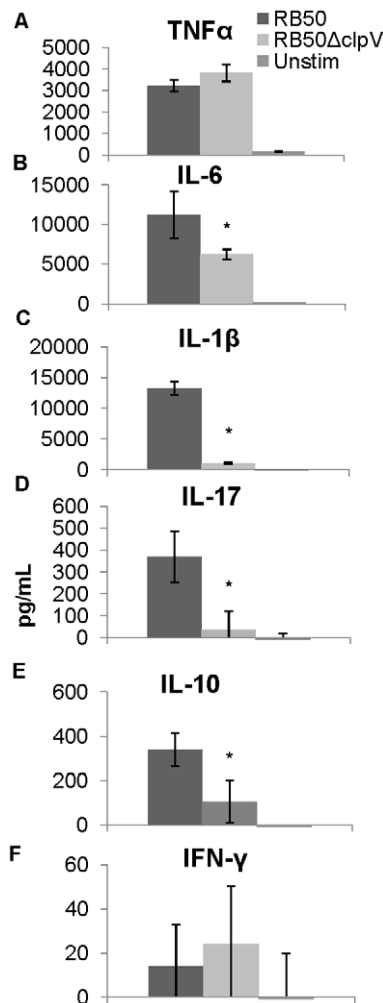 A
TNFα
RB50
RB50ΔclpV
Unstim
5000
4000
3000
2000
1000
0
B
IL-6
15000
10000
*
5000
0
C
IL-1β
20000
15000
10000
5000
*
0
D
IL-17
600
500
400
300
*
200
100
0
pg/mL
E
IL-10
600
400
*
200
0
F
IFN-γ
60
40
20
0